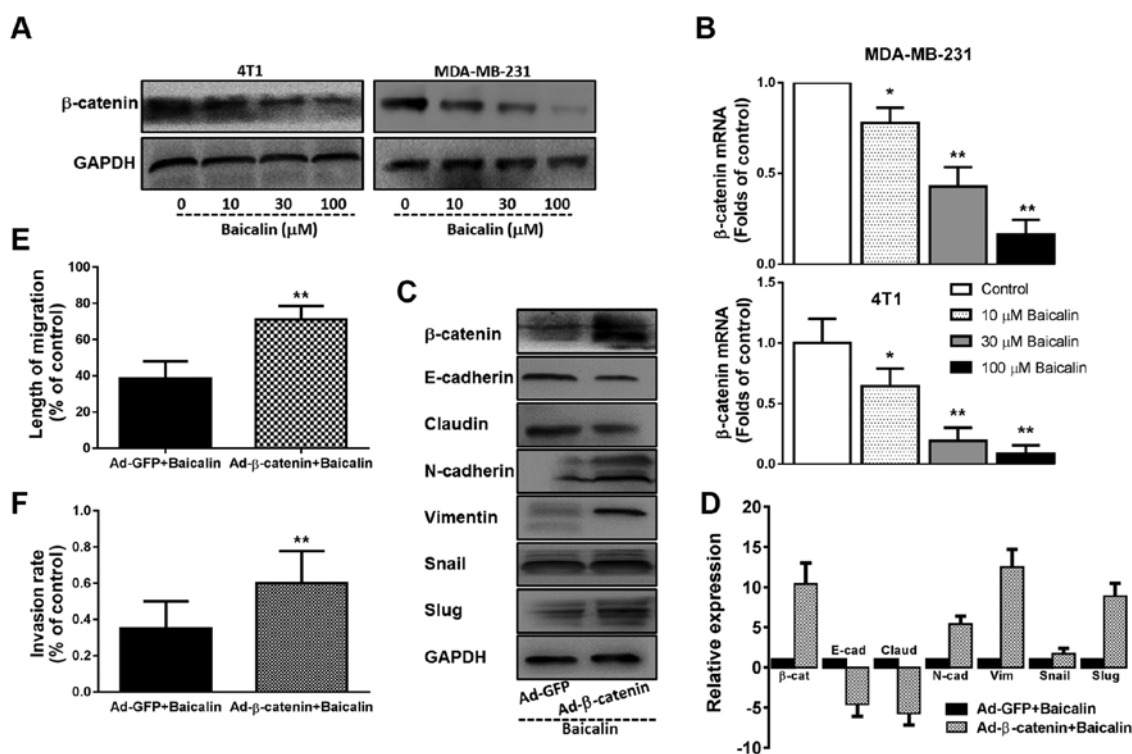 A
4T1
MDA-MB-231
β-catenin
GAPDH
0 10 30 100 0 10 30 100
Baicalin (μM) Baicalin (μM)
B
MDA-MB-231
β-catenin mRNA
(Folds of control)
1.0
0.5
0.0
*
**
**
4T1
β-catenin mRNA
(Folds of control)
1.5
1.0
0.5
0.0
*
**
**
Control
10 μM Baicalin
30 μM Baicalin
100 μM Baicalin
E
Length of migration
(% of control)
100
80
60
40
20
0
**
Ad-GFP+Baicalin Ad-β-catenin+Baicalin
F
Invasion rate
(% of control)
1.0
0.8
0.6
0.4
0.2
0.0
**
Ad-GFP+Baicalin Ad-β-catenin+Baicalin
C
β-catenin
E-cadherin
Claudin
N-cadherin
Vimentin
Snail
Slug
GAPDH
Ad-GFP Ad-β-catenin
Baicalin
D
Relative expression
20
15
10
5
0
-5
-10
β-cat E-cad Claud N-cad Vim Snail Slug
Ad-GFP+Baicalin
Ad-β-catenin+Baicalin